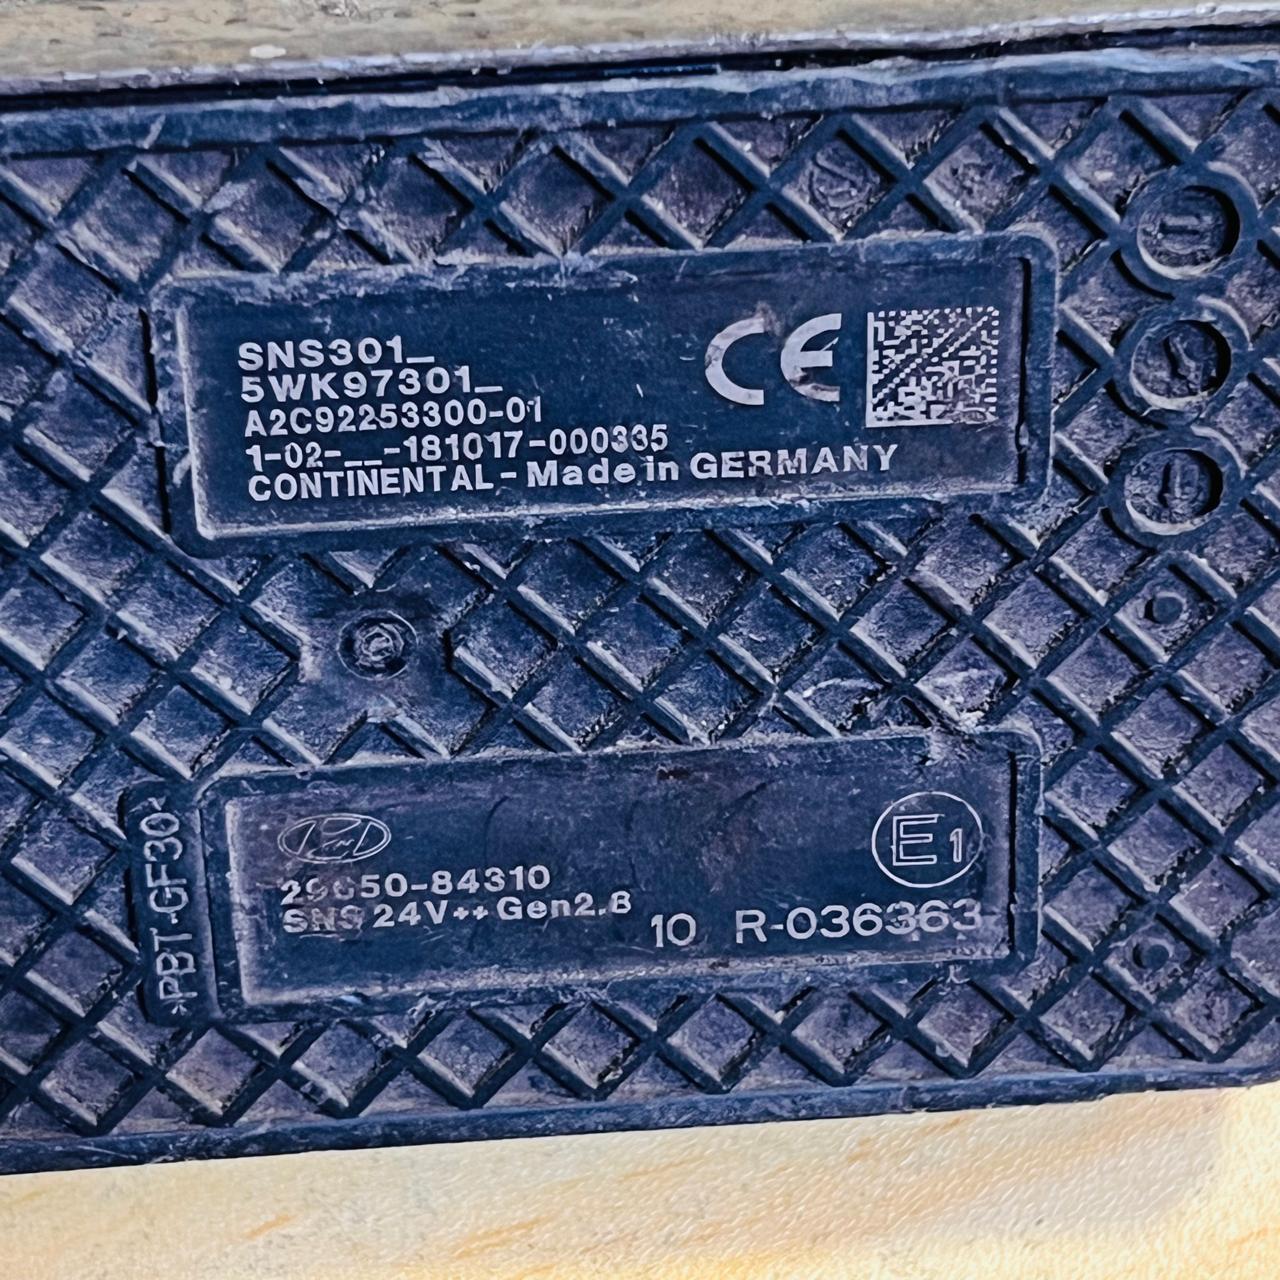 SNS301_
5WK97301_
A2C92253300-01
1-02-__-181017-000335
CONTINENTAL - Made in GERMANY
CE
29650-84310
SNS 24V++ Gen2.8
10 R-036363
E1
*PBT-GF30*